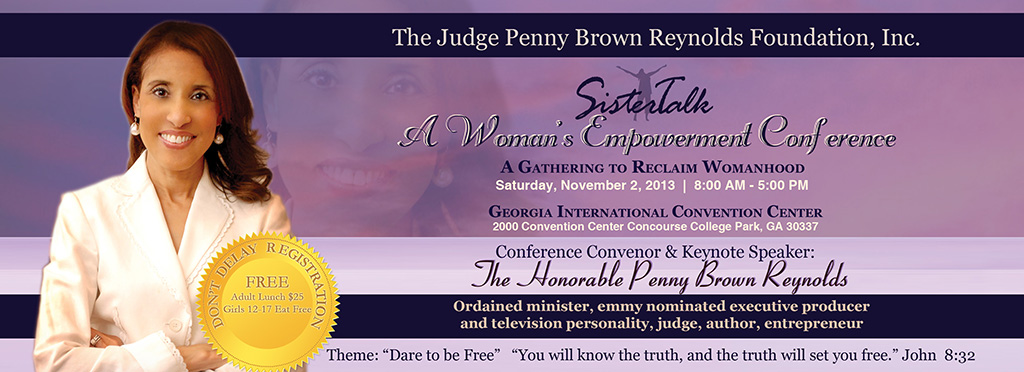 The Judge Penny Brown Reynolds Foundation, Inc.
SisterTalk
A Woman's Empowerment Conference
A Gathering to Reclaim Womanhood
Saturday, November 2, 2013 | 8:00 AM - 5:00 PM
Georgia International Convention Center
2000 Convention Center Concourse College Park, GA 30337
Conference Convenor & Keynote Speaker:
The Honorable Penny Brown Reynolds
Ordained minister, emmy nominated executive producer
and television personality, judge, author, entrepreneur
DON'T DELAY REGISTRATION
FREE
Adult Lunch $25
Girls 12-17 Eat Free
Theme: “Dare to be Free” “You will know the truth, and the truth will set you free.” John 8:32